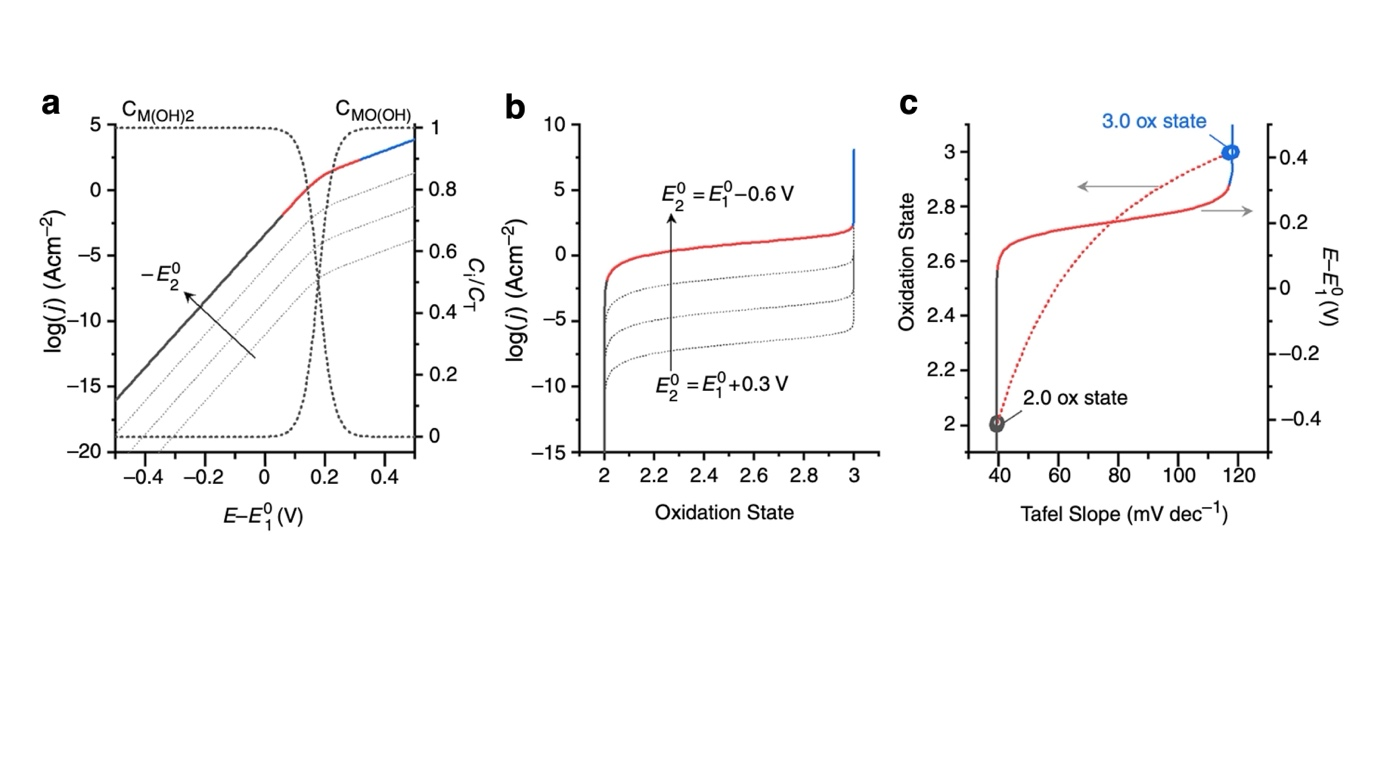 a
C_M(OH)2
C_MO(OH)
5
0
−5
−10
−15
−20
log(j) (Acm⁻²)
−E₂⁰
1
0.8
0.6
0.4
0.2
0
Cᵢ/C_T
−0.4 −0.2 0 0.2 0.4
E–E₁⁰ (V)
b
10
5
0
−5
−10
−15
log(j) (Acm⁻²)
E₂⁰ = E₁⁰−0.6 V
E₂⁰ = E₁⁰+0.3 V
2 2.2 2.4 2.6 2.8 3
Oxidation State
c
3.0 ox state
3
2.8
2.6
2.4
2.2
2
Oxidation State
2.0 ox state
0.4
0.2
0
−0.2
−0.4
E–E₁⁰ (V)
40 60 80 100 120
Tafel Slope (mV dec⁻¹)